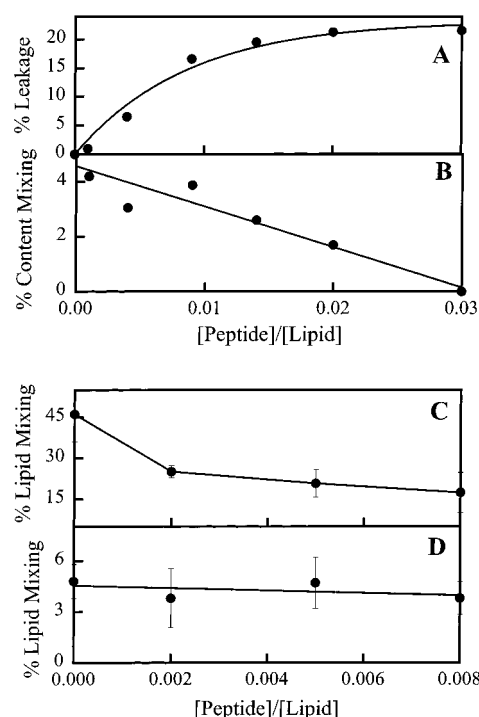 20
15
10
5
0
% Leakage
A
4
2
0
% Content Mixing
B
0.00 0.01 0.02 0.03
[Peptide]/[Lipid]
45
30
15
% Lipid Mixing
C
6
3
0
% Lipid Mixing
D
0.000 0.002 0.004 0.006 0.008
[Peptide]/[Lipid]